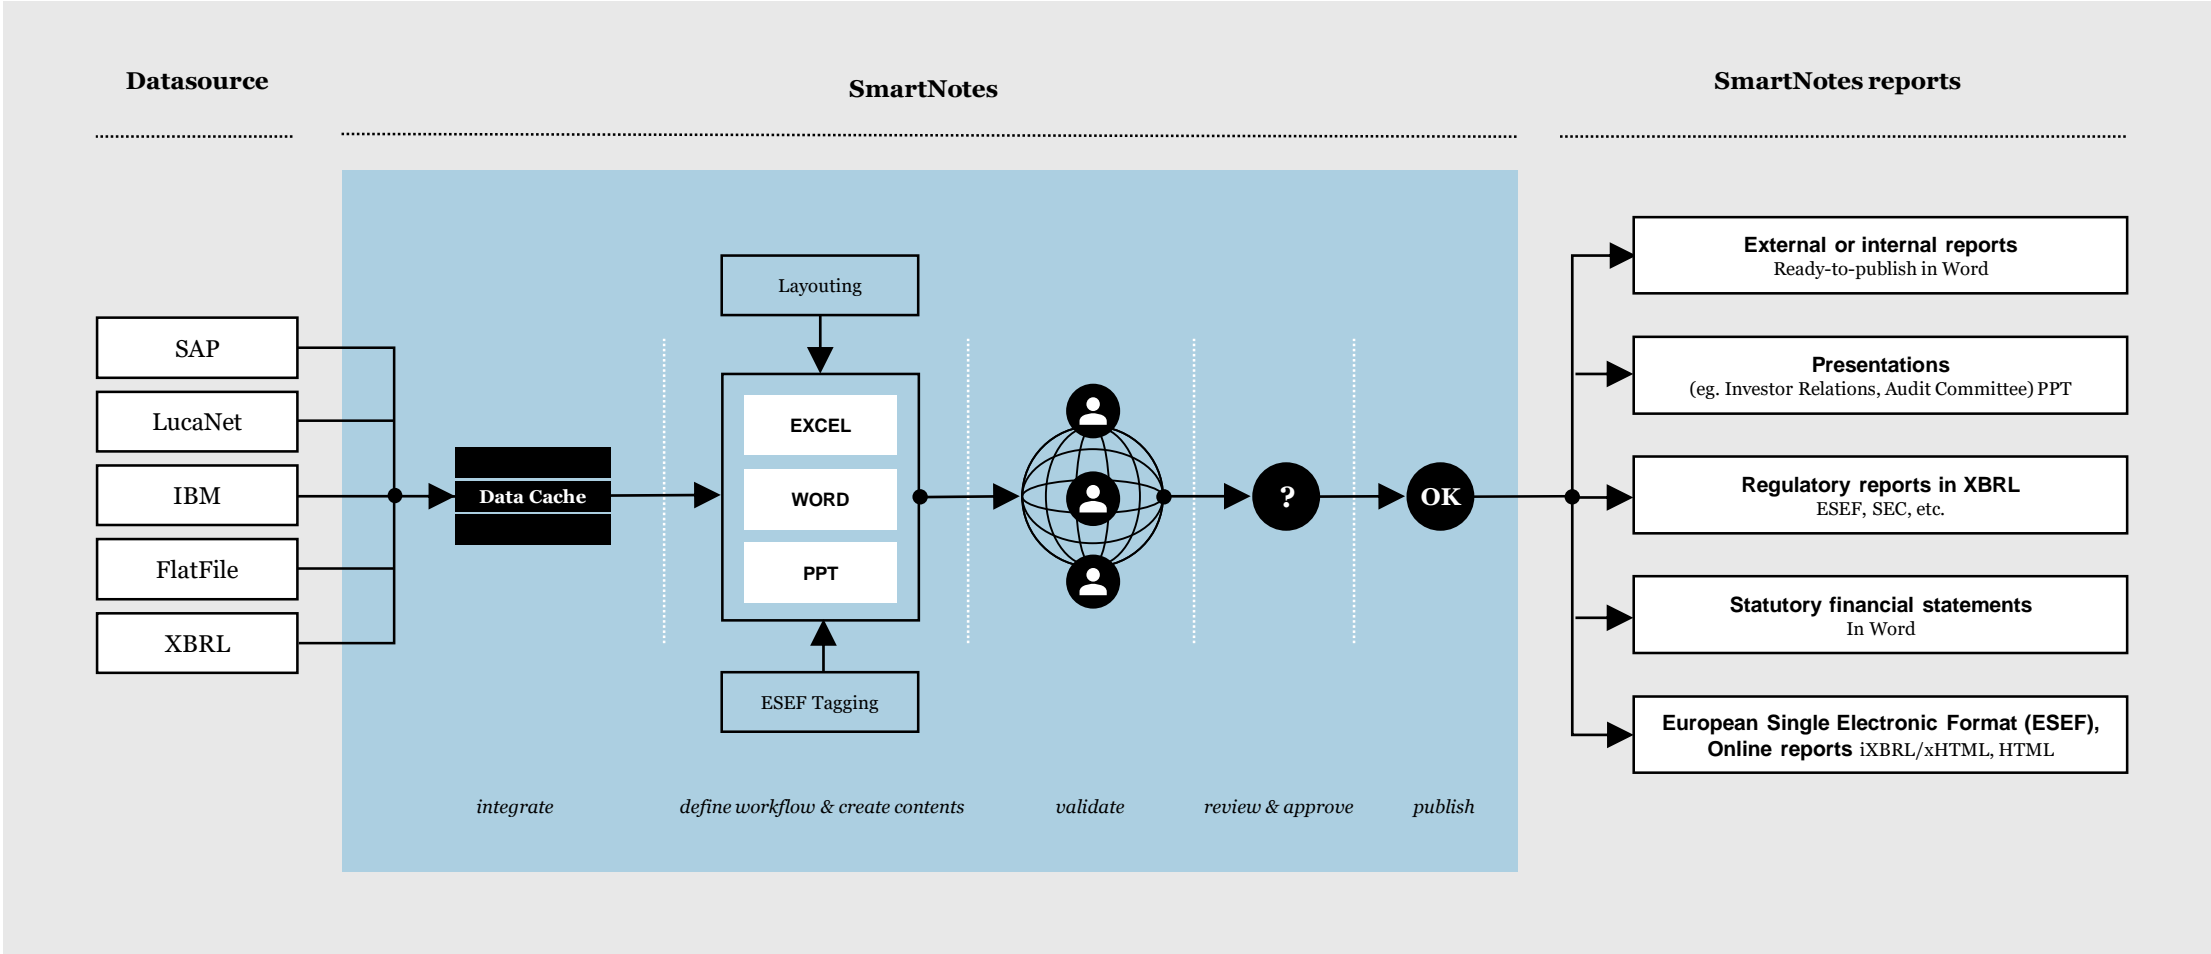 Datasource
SmartNotes
SmartNotes reports
SAP
LucaNet
IBM
FlatFile
XBRL
Data Cache
Layouting
EXCEL
WORD
PPT
ESEF Tagging
?
OK
integrate
define workflow & create contents
validate
review & approve
publish
External or internal reports
Ready-to-publish in Word
Presentations
(eg. Investor Relations, Audit Committee) PPT
Regulatory reports in XBRL
ESEF, SEC, etc.
Statutory financial statements
In Word
European Single Electronic Format (ESEF),
Online reports iXBRL/xHTML, HTML